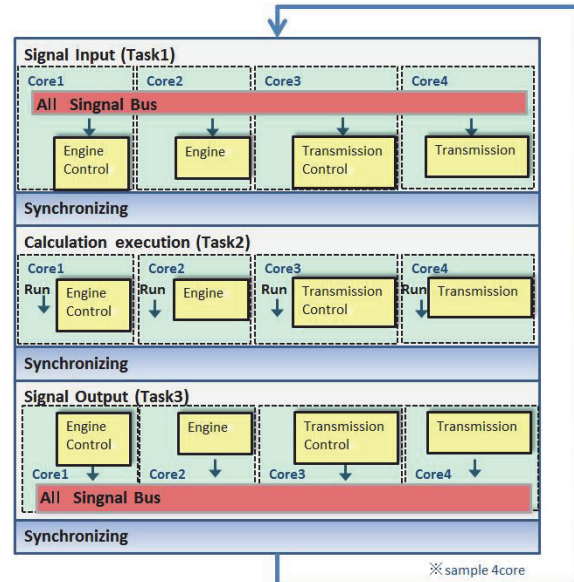 Signal Input (Task1)
Core1 Core2 Core3 Core4
All Singnal Bus
Engine Control
Engine
Transmission Control
Transmission
Synchronizing
Calculation execution (Task2)
Core1 Core2 Core3 Core4
Run Engine Control
Run Engine
Run Transmission Control
Run Transmission
Synchronizing
Signal Output (Task3)
Engine Control
Engine
Transmission Control
Transmission
Core1 Core2 Core3 Core4
All Singnal Bus
Synchronizing
※ sample 4core